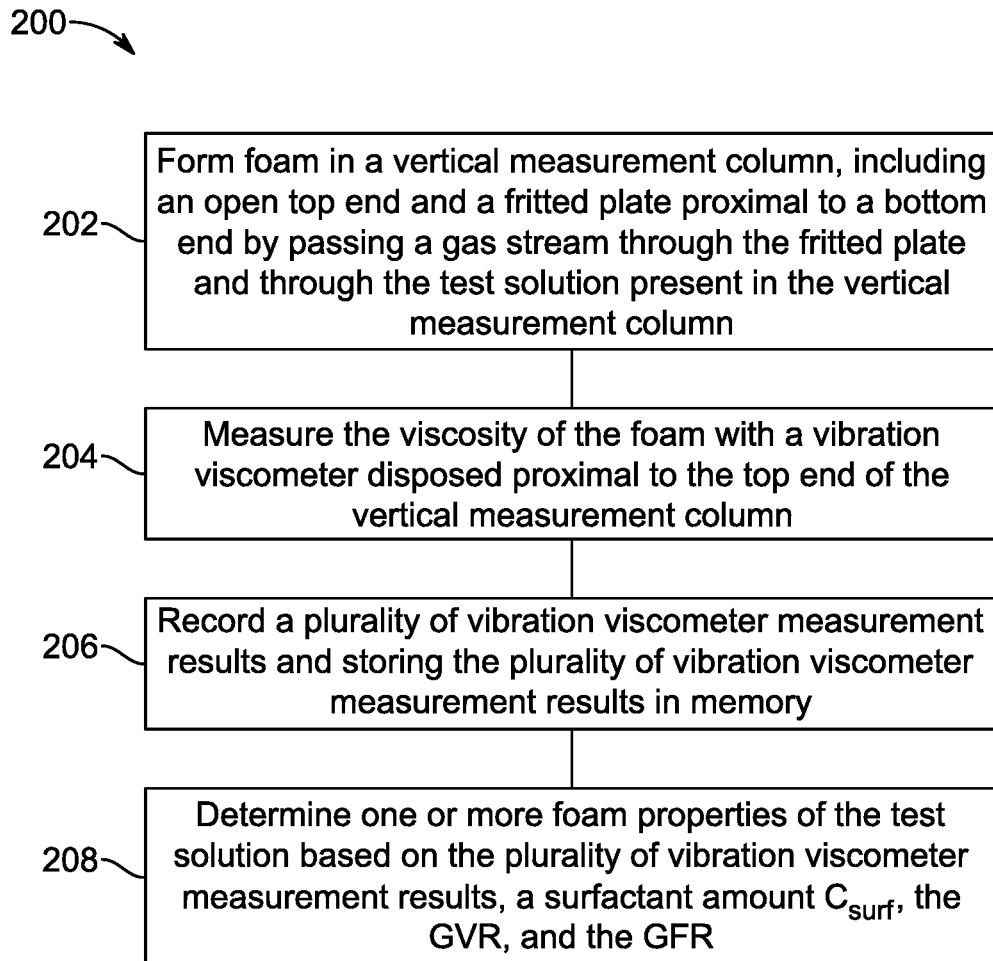 200
202
Form foam in a vertical measurement column, including
an open top end and a fritted plate proximal to a bottom
end by passing a gas stream through the fritted plate
and through the test solution present in the vertical
measurement column
204
Measure the viscosity of the foam with a vibration
viscometer disposed proximal to the top end of the
vertical measurement column
206
Record a plurality of vibration viscometer measurement
results and storing the plurality of vibration viscometer
measurement results in memory
208
Determine one or more foam properties of the test
solution based on the plurality of vibration viscometer
measurement results, a surfactant amount Csurf, the
GVR, and the GFR